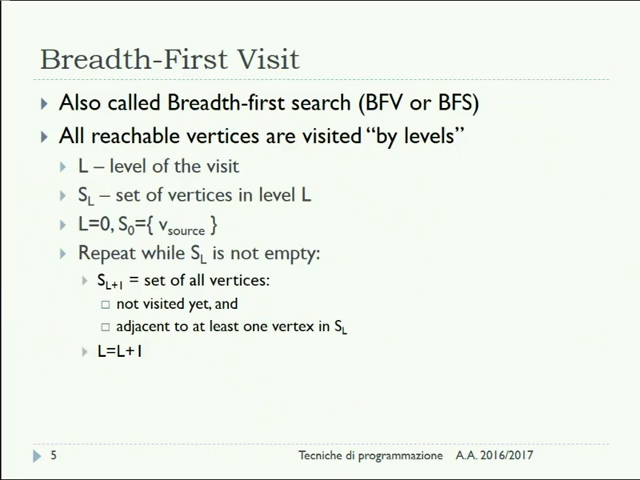 Breadth-First Visit
Also called Breadth-first search (BFV or BFS)
All reachable vertices are visited “by levels”
L – level of the visit
SL – set of vertices in level L
L=0, S0={ vsource }
Repeat while SL is not empty:
SL+1 = set of all vertices:
not visited yet, and
adjacent to at least one vertex in SL
L=L+1
5 Tecniche di programmazione A.A. 2016/2017